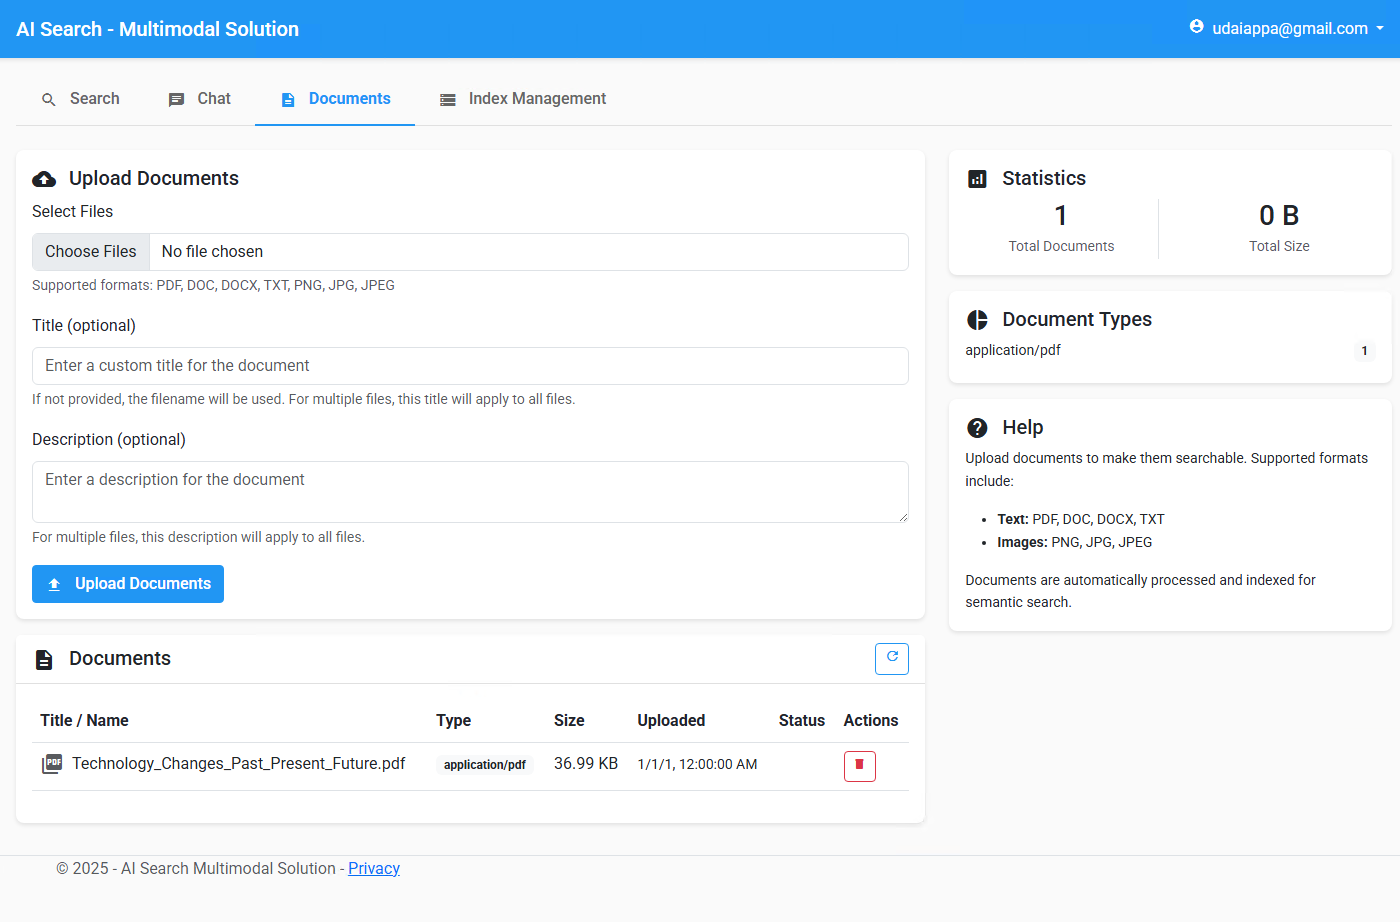 AI Search - Multimodal Solution
udaiappa@gmail.com
Search
Chat
Documents
Index Management
Upload Documents
Select Files
Choose Files
No file chosen
Supported formats: PDF, DOC, DOCX, TXT, PNG, JPG, JPEG
Title (optional)
Enter a custom title for the document
If not provided, the filename will be used. For multiple files, this title will apply to all files.
Description (optional)
Enter a description for the document
For multiple files, this description will apply to all files.
Upload Documents
Documents
Title / Name
Type
Size
Uploaded
Status
Actions
PDF
Technology_Changes_Past_Present_Future.pdf
application/pdf
36.99 KB
1/1/1, 12:00:00 AM
Statistics
1
Total Documents
0 B
Total Size
Document Types
application/pdf
1
Help
Upload documents to make them searchable. Supported formats
include:
• Text: PDF, DOC, DOCX, TXT
• Images: PNG, JPG, JPEG
Documents are automatically processed and indexed for
semantic search.
© 2025 - AI Search Multimodal Solution - Privacy